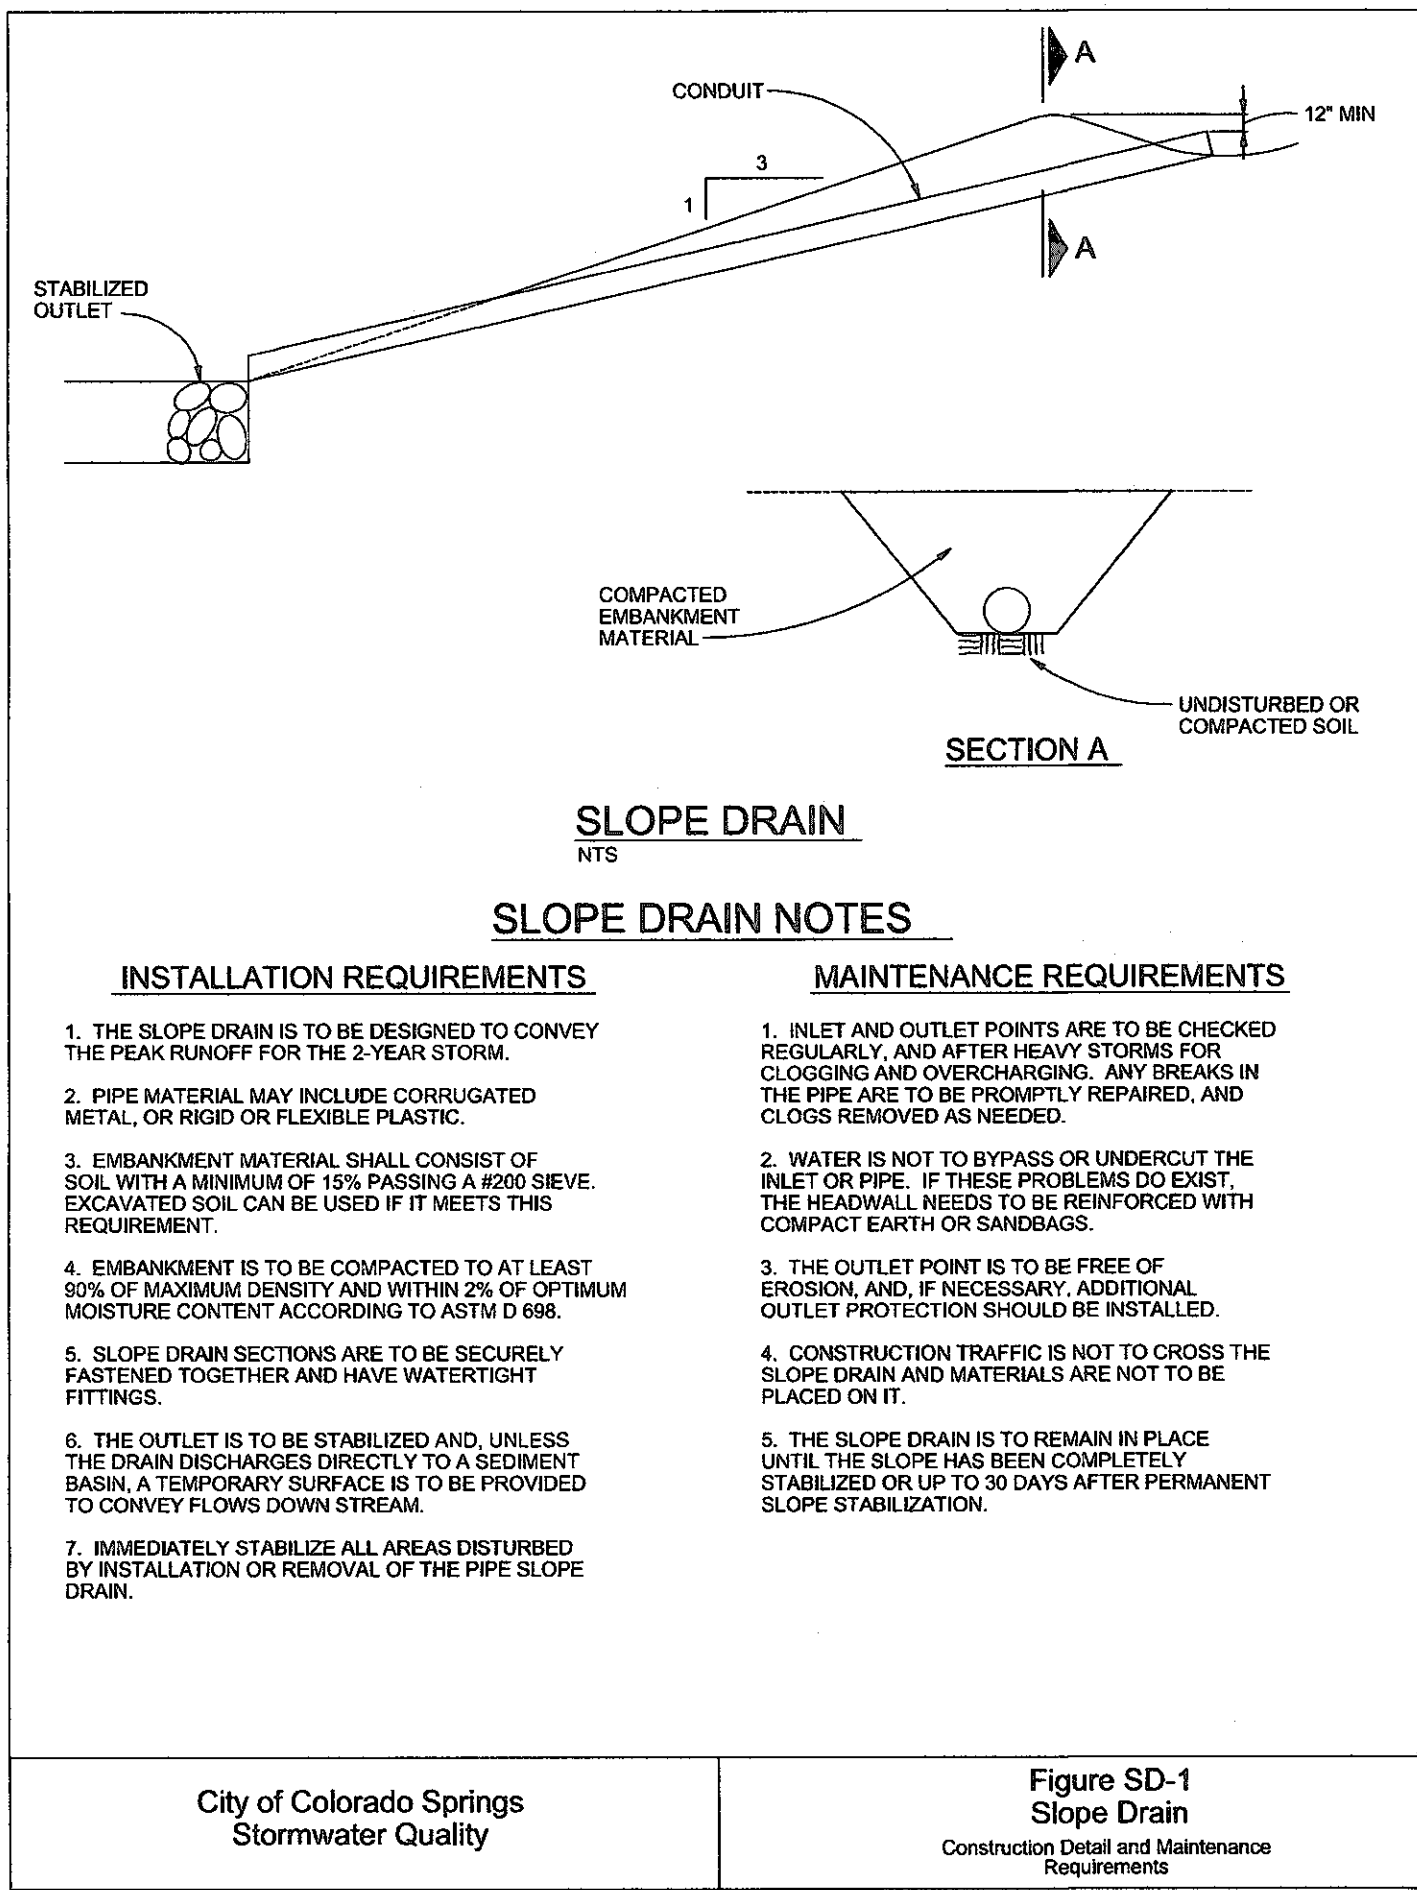 A
CONDUIT
12" MIN
3
1
A
STABILIZED
OUTLET
COMPACTED
EMBANKMENT
MATERIAL
UNDISTURBED OR
COMPACTED SOIL
SECTION A
SLOPE DRAIN
NTS
SLOPE DRAIN NOTES
INSTALLATION REQUIREMENTS
1. THE SLOPE DRAIN IS TO BE DESIGNED TO CONVEY
THE PEAK RUNOFF FOR THE 2-YEAR STORM.
2. PIPE MATERIAL MAY INCLUDE CORRUGATED
METAL, OR RIGID OR FLEXIBLE PLASTIC.
3. EMBANKMENT MATERIAL SHALL CONSIST OF
SOIL WITH A MINIMUM OF 15% PASSING A #200 SIEVE.
EXCAVATED SOIL CAN BE USED IF IT MEETS THIS
REQUIREMENT.
4. EMBANKMENT IS TO BE COMPACTED TO AT LEAST
90% OF MAXIMUM DENSITY AND WITHIN 2% OF OPTIMUM
MOISTURE CONTENT ACCORDING TO ASTM D 698.
5. SLOPE DRAIN SECTIONS ARE TO BE SECURELY
FASTENED TOGETHER AND HAVE WATERTIGHT
FITTINGS.
6. THE OUTLET IS TO BE STABILIZED AND, UNLESS
THE DRAIN DISCHARGES DIRECTLY TO A SEDIMENT
BASIN, A TEMPORARY SURFACE IS TO BE PROVIDED
TO CONVEY FLOWS DOWN STREAM.
7. IMMEDIATELY STABILIZE ALL AREAS DISTURBED
BY INSTALLATION OR REMOVAL OF THE PIPE SLOPE
DRAIN.
MAINTENANCE REQUIREMENTS
1. INLET AND OUTLET POINTS ARE TO BE CHECKED
REGULARLY, AND AFTER HEAVY STORMS FOR
CLOGGING AND OVERCHARGING. ANY BREAKS IN
THE PIPE ARE TO BE PROMPTLY REPAIRED, AND
CLOGS REMOVED AS NEEDED.
2. WATER IS NOT TO BYPASS OR UNDERCUT THE
INLET OR PIPE. IF THESE PROBLEMS DO EXIST,
THE HEADWALL NEEDS TO BE REINFORCED WITH
COMPACT EARTH OR SANDBAGS.
3. THE OUTLET POINT IS TO BE FREE OF
EROSION, AND, IF NECESSARY, ADDITIONAL
OUTLET PROTECTION SHOULD BE INSTALLED.
4. CONSTRUCTION TRAFFIC IS NOT TO CROSS THE
SLOPE DRAIN AND MATERIALS ARE NOT TO BE
PLACED ON IT.
5. THE SLOPE DRAIN IS TO REMAIN IN PLACE
UNTIL THE SLOPE HAS BEEN COMPLETELY
STABILIZED OR UP TO 30 DAYS AFTER PERMANENT
SLOPE STABILIZATION.
City of Colorado Springs
Stormwater Quality
Figure SD-1
Slope Drain
Construction Detail and Maintenance
Requirements